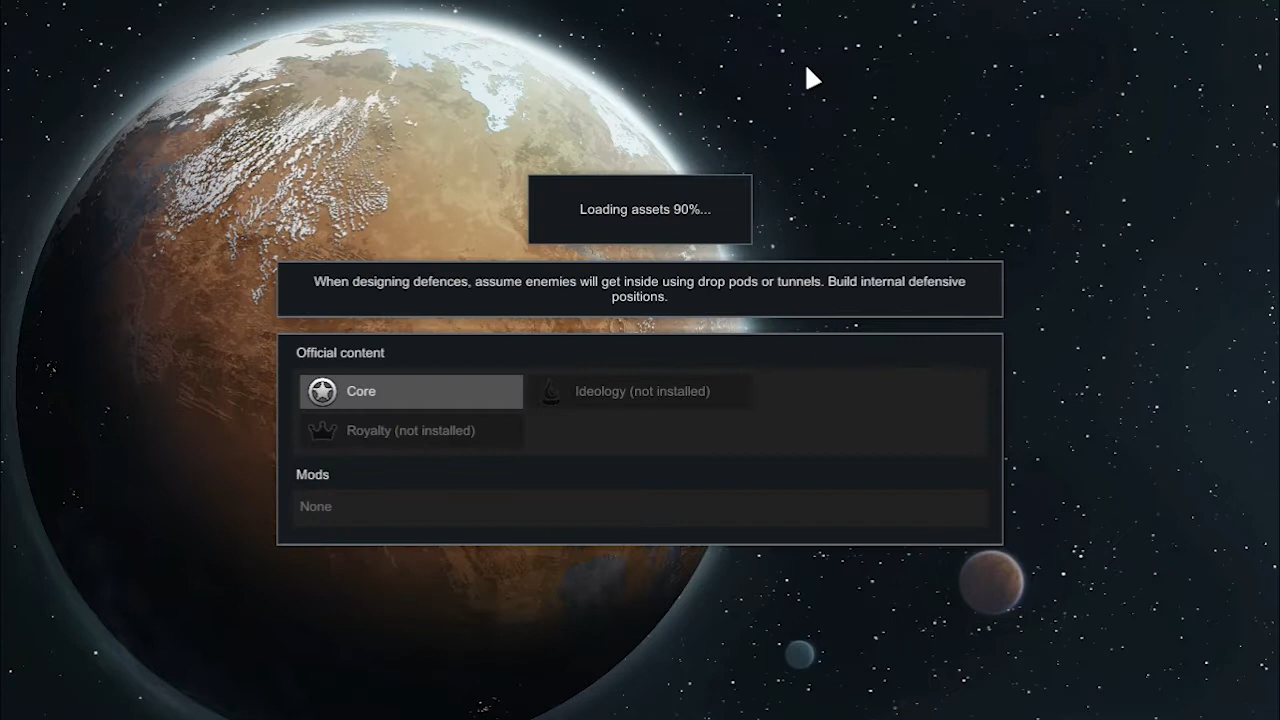 Loading assets 90%...
When designing defences, assume enemies will get inside using drop pods or tunnels. Build internal defensive
positions.
Official content
Core
Ideology (not installed)
Royalty (not installed)
Mods
None